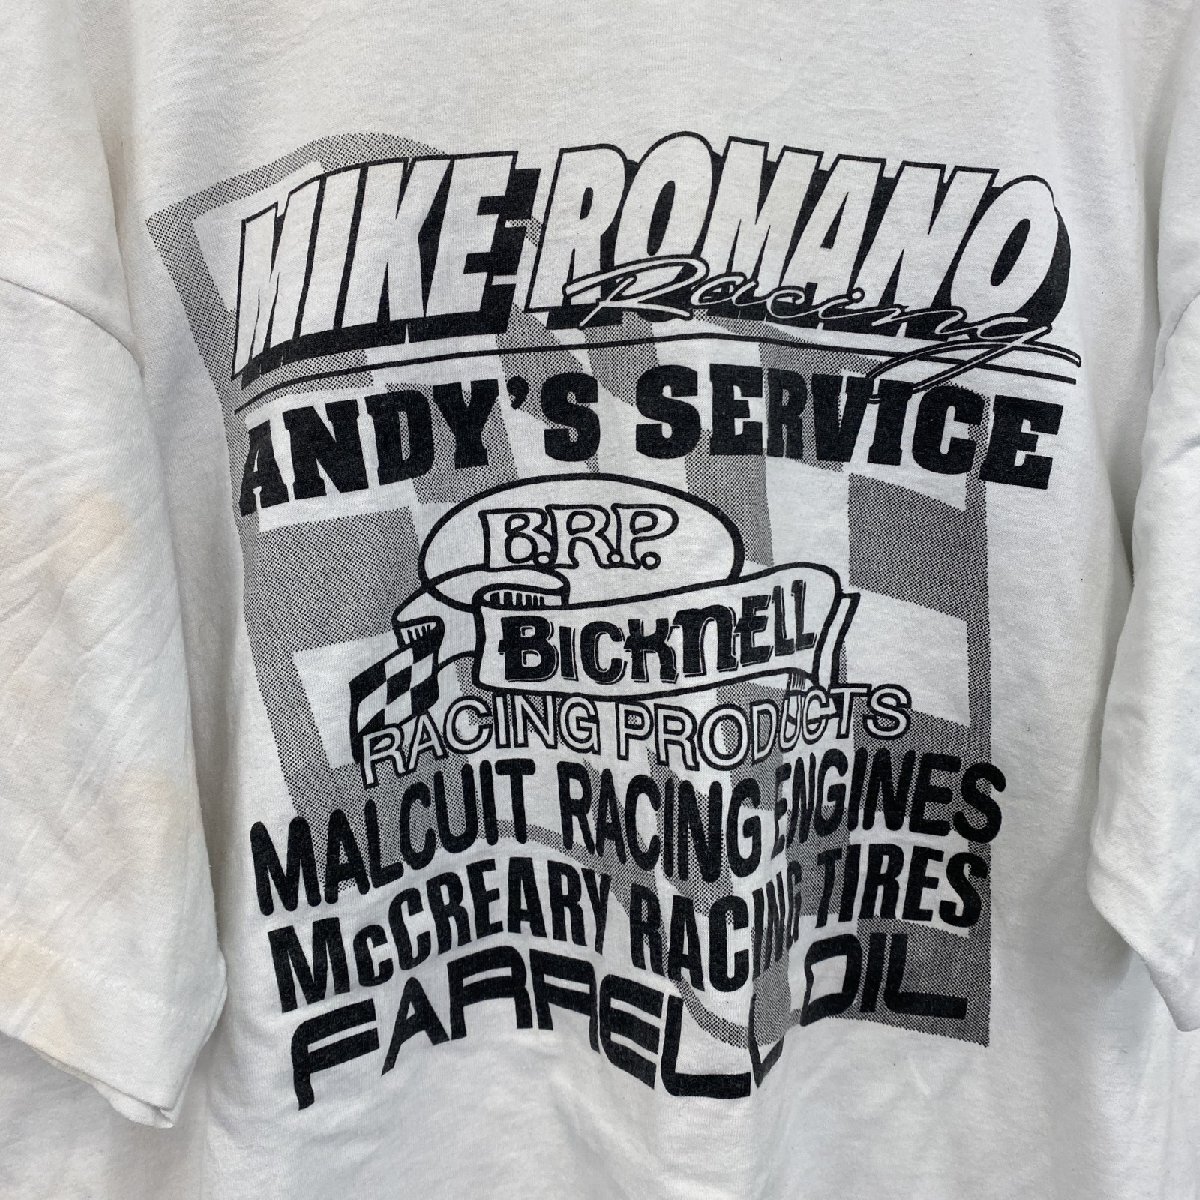 MIKE ROMANO
Racing
ANDY'S SERVICE
B.R.P.
BICKNELL
RACING PRODUCTS
MALCUIT RACING ENGINES
McCREARY RACING TIRES
FARRELL OIL